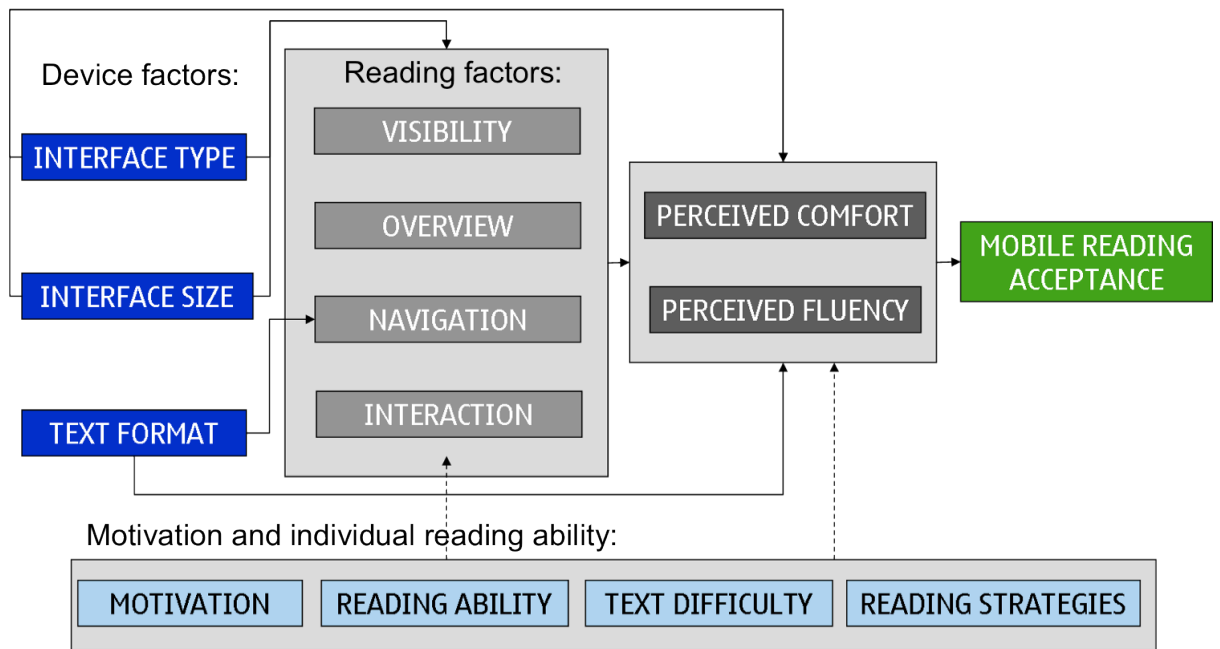 Device factors:
INTERFACE TYPE
INTERFACE SIZE
TEXT FORMAT
Reading factors:
VISIBILITY
OVERVIEW
NAVIGATION
INTERACTION
PERCEIVED COMFORT
PERCEIVED FLUENCY
MOBILE READING
ACCEPTANCE
Motivation and individual reading ability:
MOTIVATION
READING ABILITY
TEXT DIFFICULTY
READING STRATEGIES